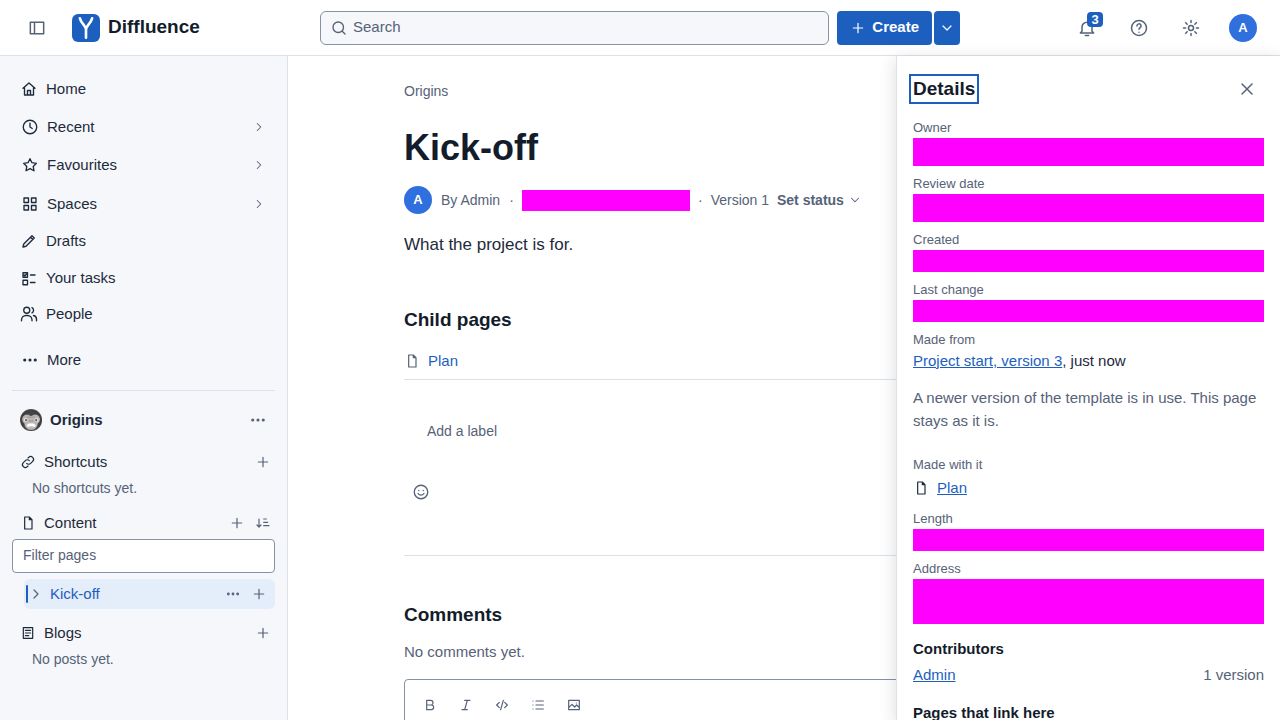 Diffluence
Search
Create
3
A
Home
Recent
Favourites
Spaces
Drafts
Your tasks
People
More
Origins
Shortcuts
No shortcuts yet.
Content
Filter pages
Kick-off
Blogs
No posts yet.
Origins
Kick-off
A By Admin · · Version 1 Set status
What the project is for.
Child pages
Plan
Add a label
Comments
No comments yet.
Details
Owner
Review date
Created
Last change
Made from
Project start, version 3, just now
A newer version of the template is in use. This page
stays as it is.
Made with it
Plan
Length
Address
Contributors
Admin 1 version
Pages that link here